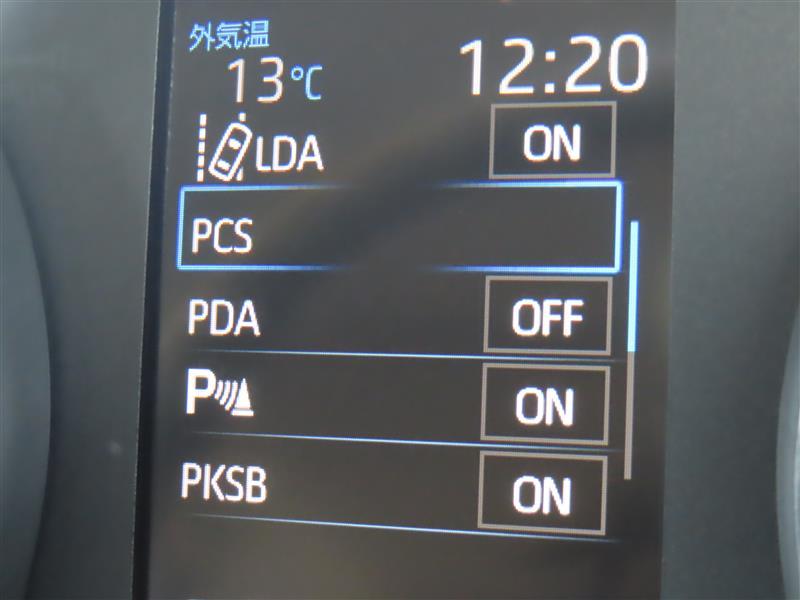 外気温
13℃ 12:20
LDA ON
PCS
PDA OFF
P ON
PKSB ON